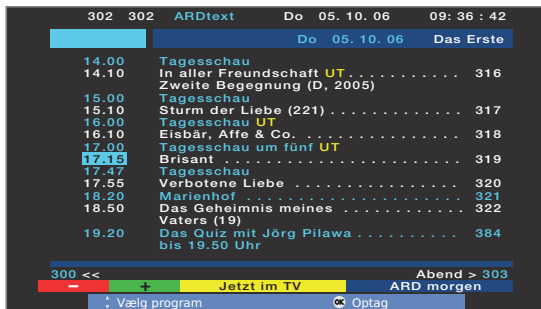 302 302 ARDtext Do 05. 10. 06 09: 36 : 42
Do 05. 10. 06 Das Erste
14.00 Tagesschau
14.10 In aller Freundschaft UT . . . . . . . . . . . 316
Zweite Begegnung (D, 2005)
15.00 Tagesschau
15.10 Sturm der Liebe (221) . . . . . . . . . . . . . 317
16.00 Tagesschau UT
16.10 Eisbär, Affe & Co. . . . . . . . . . . . . . . . . 318
17.00 Tagesschau um fünf UT
17.15 Brisant . . . . . . . . . . . . . . . . . . . . . . . 319
17.47 Tagesschau
17.55 Verbotene Liebe . . . . . . . . . . . . . . . . . 320
18.20 Marienhof . . . . . . . . . . . . . . . . . . . . . 321
18.50 Das Geheimnis meines . . . . . . . . . . . . 322
Vaters (19)
19.20 Das Quiz mit Jörg Pilawa . . . . . . . . . . 384
bis 19.50 Uhr
300 << Abend > 303
− + Jetzt im TV ARD morgen
Vælg program OK Optag